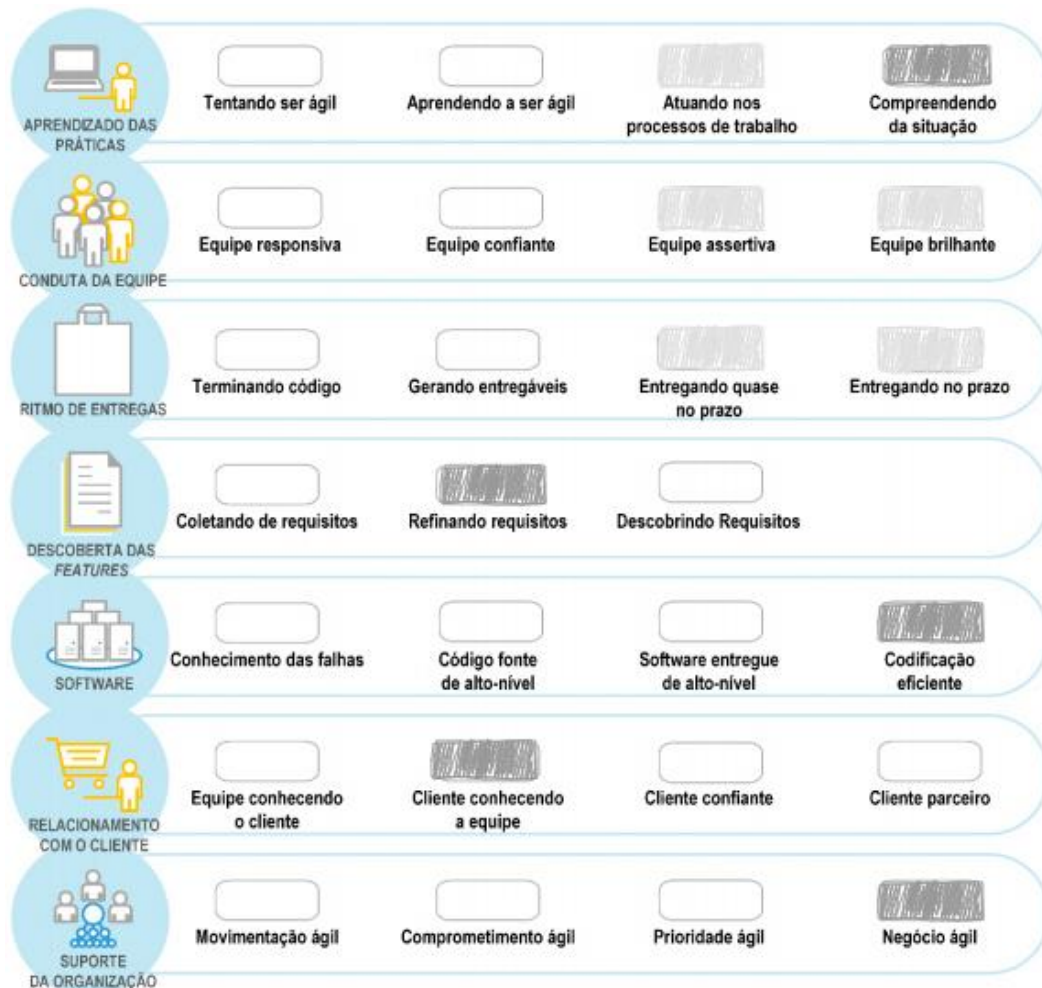 Tentando ser ágil
Aprendendo a ser ágil
Atuando nos
processos de trabalho
Compreendendo
da situação
APRENDIZADO DAS
PRÁTICAS
Equipe responsiva
Equipe confiante
Equipe assertiva
Equipe brilhante
CONDUTA DA EQUIPE
Terminando código
Gerando entregáveis
Entregando quase
no prazo
Entregando no prazo
RITMO DE ENTREGAS
Coletando de requisitos
Refinando requisitos
Descobrindo Requisitos
DESCOBERTA DAS
FEATURES
Conhecimento das falhas
Código fonte
de alto-nível
Software entregue
de alto-nível
Codificação
eficiente
SOFTWARE
Equipe conhecendo
o cliente
Cliente conhecendo
a equipe
Cliente confiante
Cliente parceiro
RELACIONAMENTO
COM O CLIENTE
Movimentação ágil
Comprometimento ágil
Prioridade ágil
Negócio ágil
SUPORTE
DA ORGANIZAÇÃO